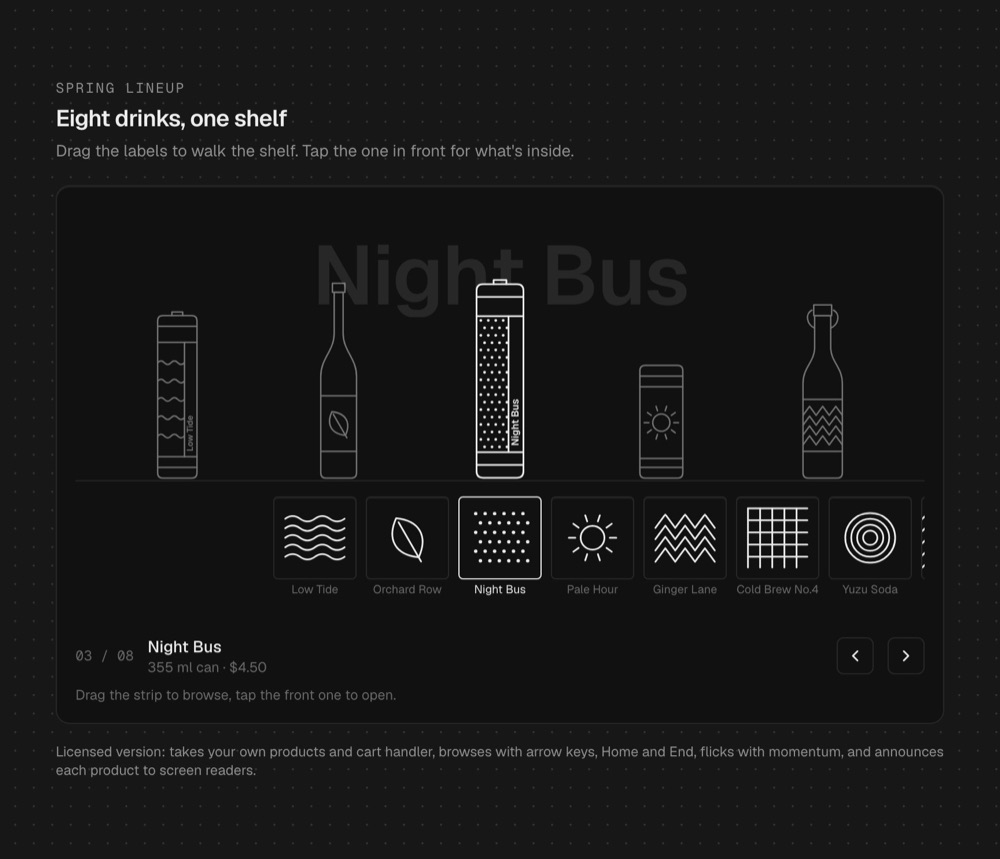 SPRING LINEUP
Eight drinks, one shelf
Drag the labels to walk the shelf. Tap the one in front for what's inside.
Night Bus
Low Tide
Night Bus
Low Tide
Orchard Row
Night Bus
Pale Hour
Ginger Lane
Cold Brew No.4
Yuzu Soda
03 / 08
Night Bus
355 ml can · $4.50
Drag the strip to browse, tap the front one to open.
Licensed version: takes your own products and cart handler, browses with arrow keys, Home and End, flicks with momentum, and announces
each product to screen readers.